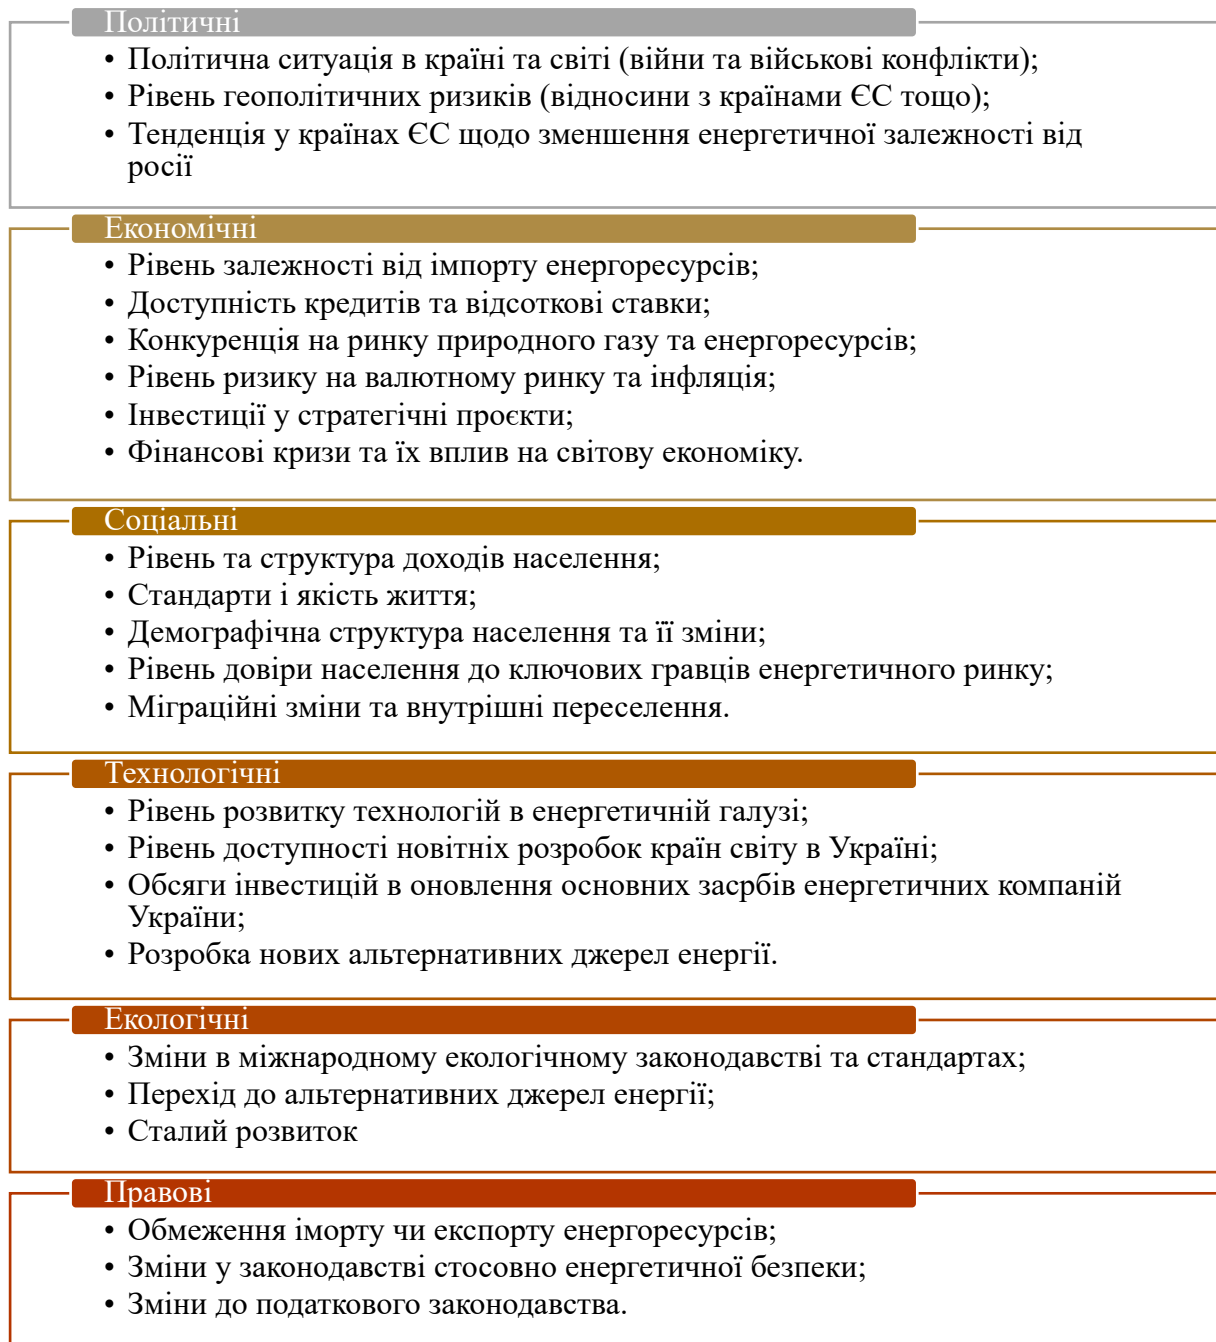 Політичні
• Політична ситуація в країні та світі (війни та військові конфлікти);
• Рівень геополітичних ризиків (відносини з країнами ЄС тощо);
• Тенденція у країнах ЄС щодо зменшення енергетичної залежності від
росії
Економічні
• Рівень залежності від імпорту енергоресурсів;
• Доступність кредитів та відсоткові ставки;
• Конкуренція на ринку природного газу та енергоресурсів;
• Рівень ризику на валютному ринку та інфляція;
• Інвестиції у стратегічні проєкти;
• Фінансові кризи та їх вплив на світову економіку.
Соціальні
• Рівень та структура доходів населення;
• Стандарти і якість життя;
• Демографічна структура населення та її зміни;
• Рівень довіри населення до ключових гравців енергетичного ринку;
• Міграційні зміни та внутрішні переселення.
Технологічні
• Рівень розвитку технологій в енергетичній галузі;
• Рівень доступності новітніх розробок країн світу в Україні;
• Обсяги інвестицій в оновлення основних засрбів енергетичних компаній
України;
• Розробка нових альтернативних джерел енергії.
Екологічні
• Зміни в міжнародному екологічному законодавстві та стандартах;
• Перехід до альтернативних джерел енергії;
• Сталий розвиток
Правові
• Обмеження іморту чи експорту енергоресурсів;
• Зміни у законодавстві стосовно енергетичної безпеки;
• Зміни до податкового законодавства.